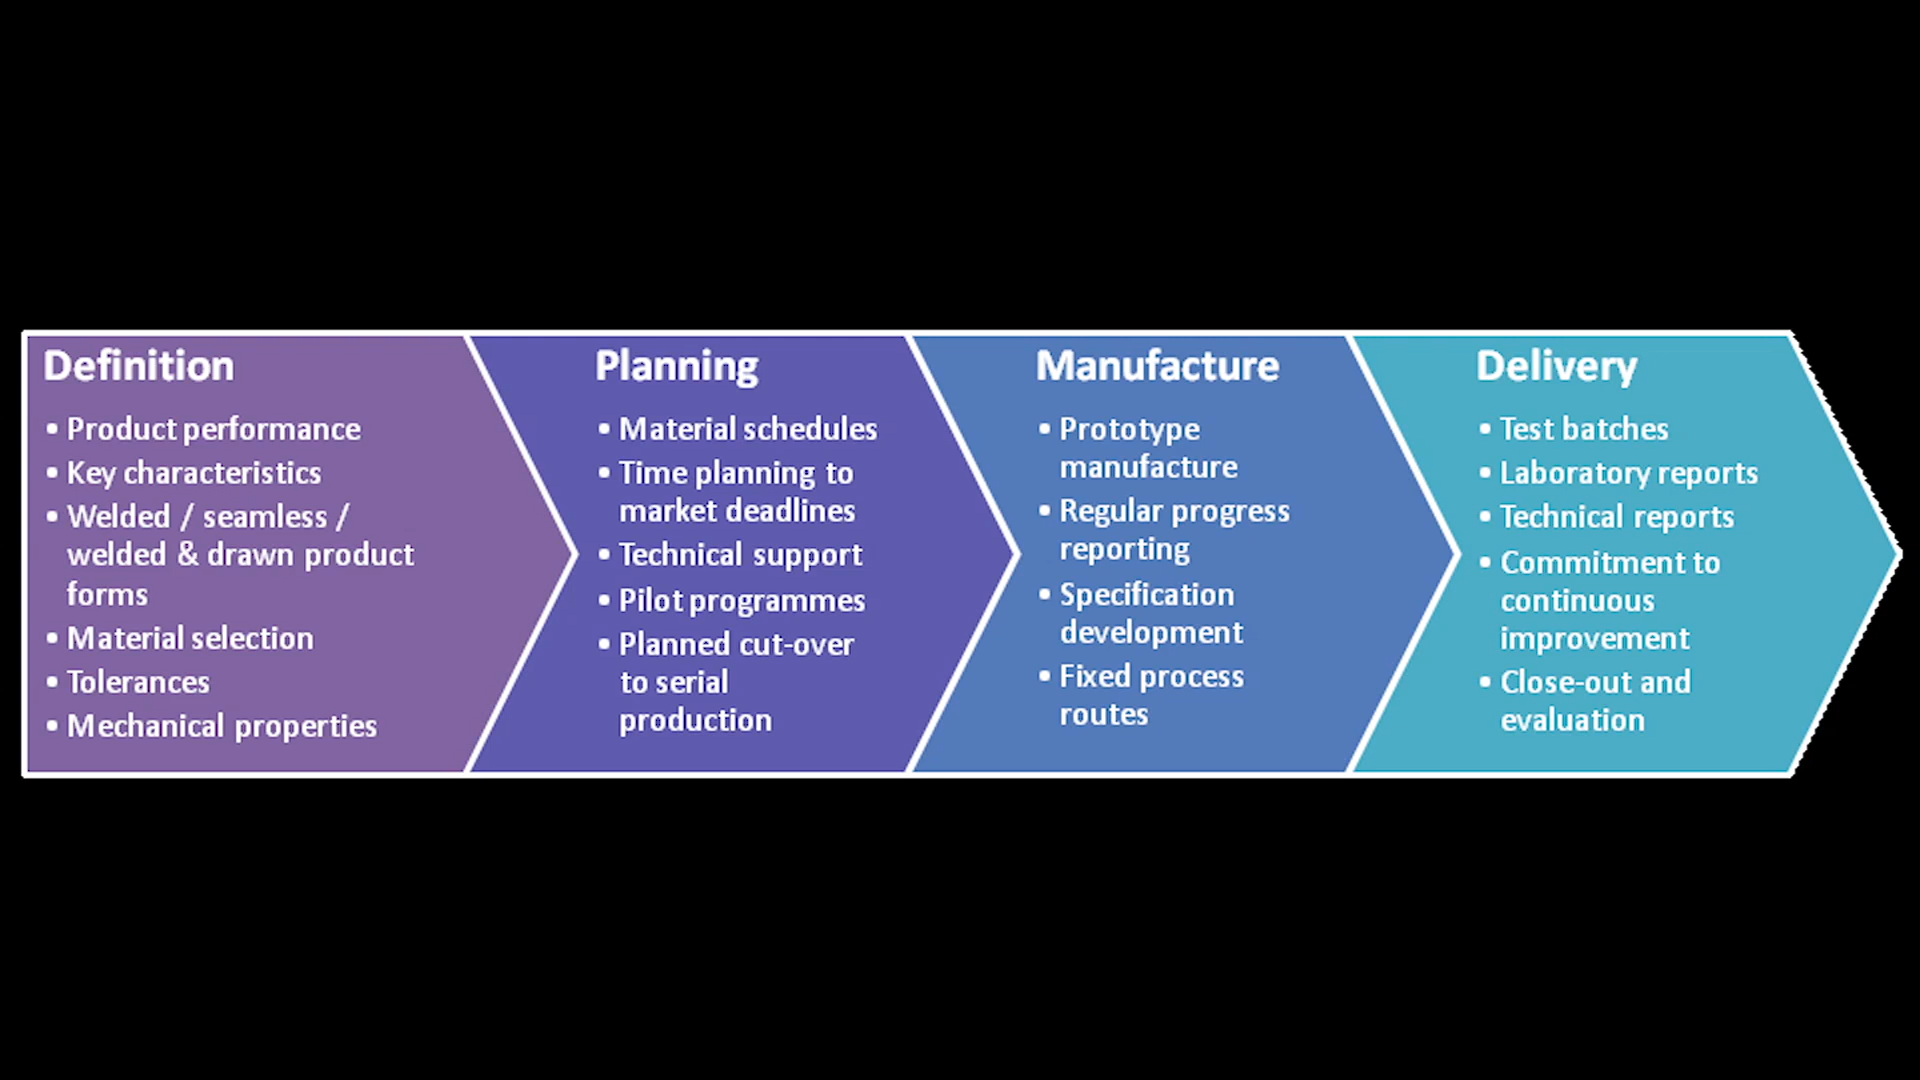 Definition
• Product performance
• Key characteristics
• Welded / seamless /
welded & drawn product
forms
• Material selection
• Tolerances
• Mechanical properties
Planning
• Material schedules
• Time planning to
market deadlines
• Technical support
• Pilot programmes
• Planned cut-over
to serial
production
Manufacture
• Prototype
manufacture
• Regular progress
reporting
• Specification
development
• Fixed process
routes
Delivery
• Test batches
• Laboratory reports
• Technical reports
• Commitment to
continuous
improvement
• Close-out and
evaluation